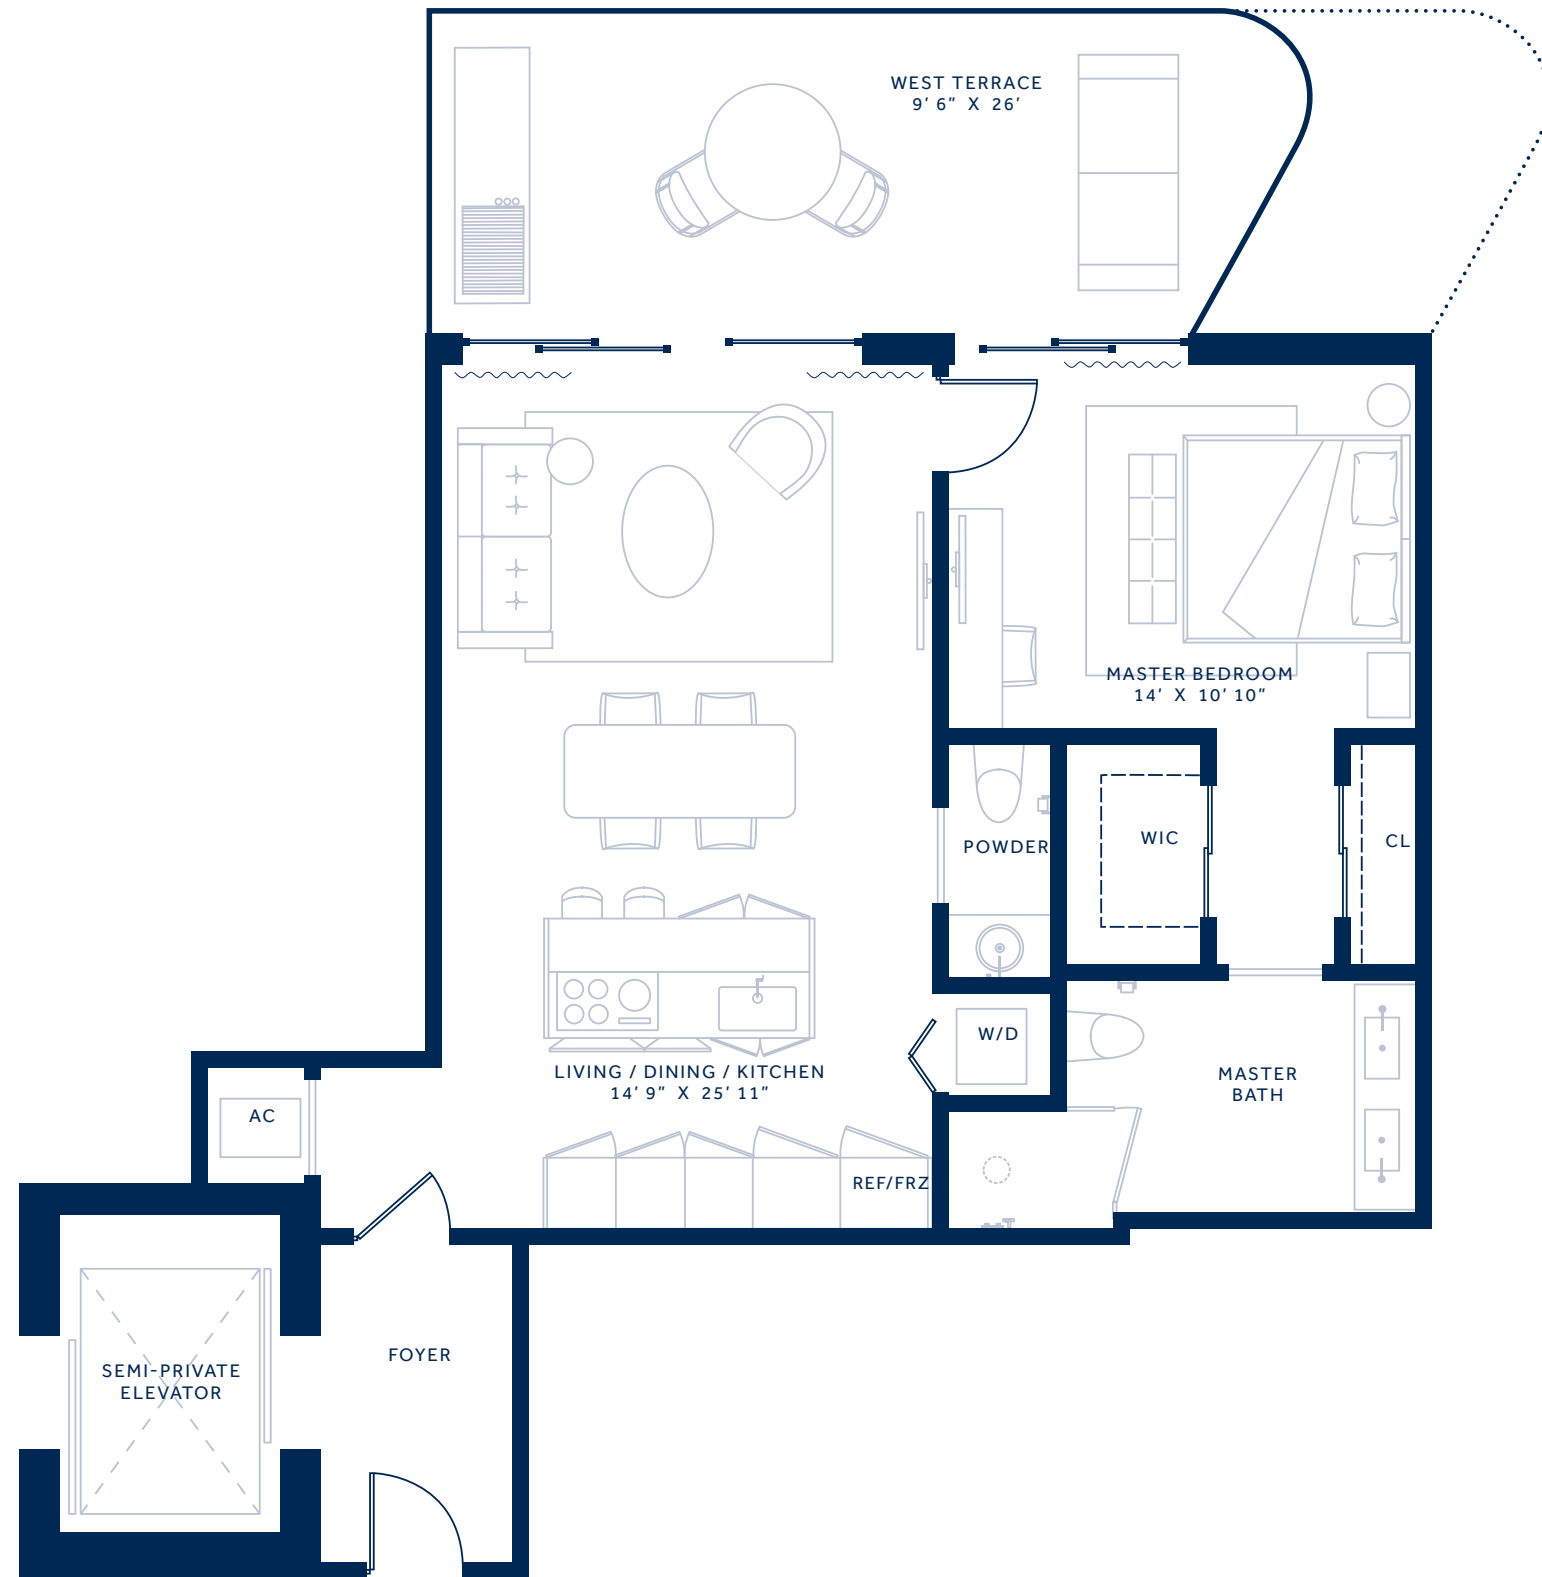 WEST TERRACE
9’ 6” X 26’
MASTER BEDROOM
14’ X 10’ 10”
POWDER
WIC
CL
W/D
LIVING / DINING / KITCHEN
14’ 9” X 25’ 11”
MASTER
BATH
AC
REF/FRZ
FOYER
SEMI-PRIVATE
ELEVATOR